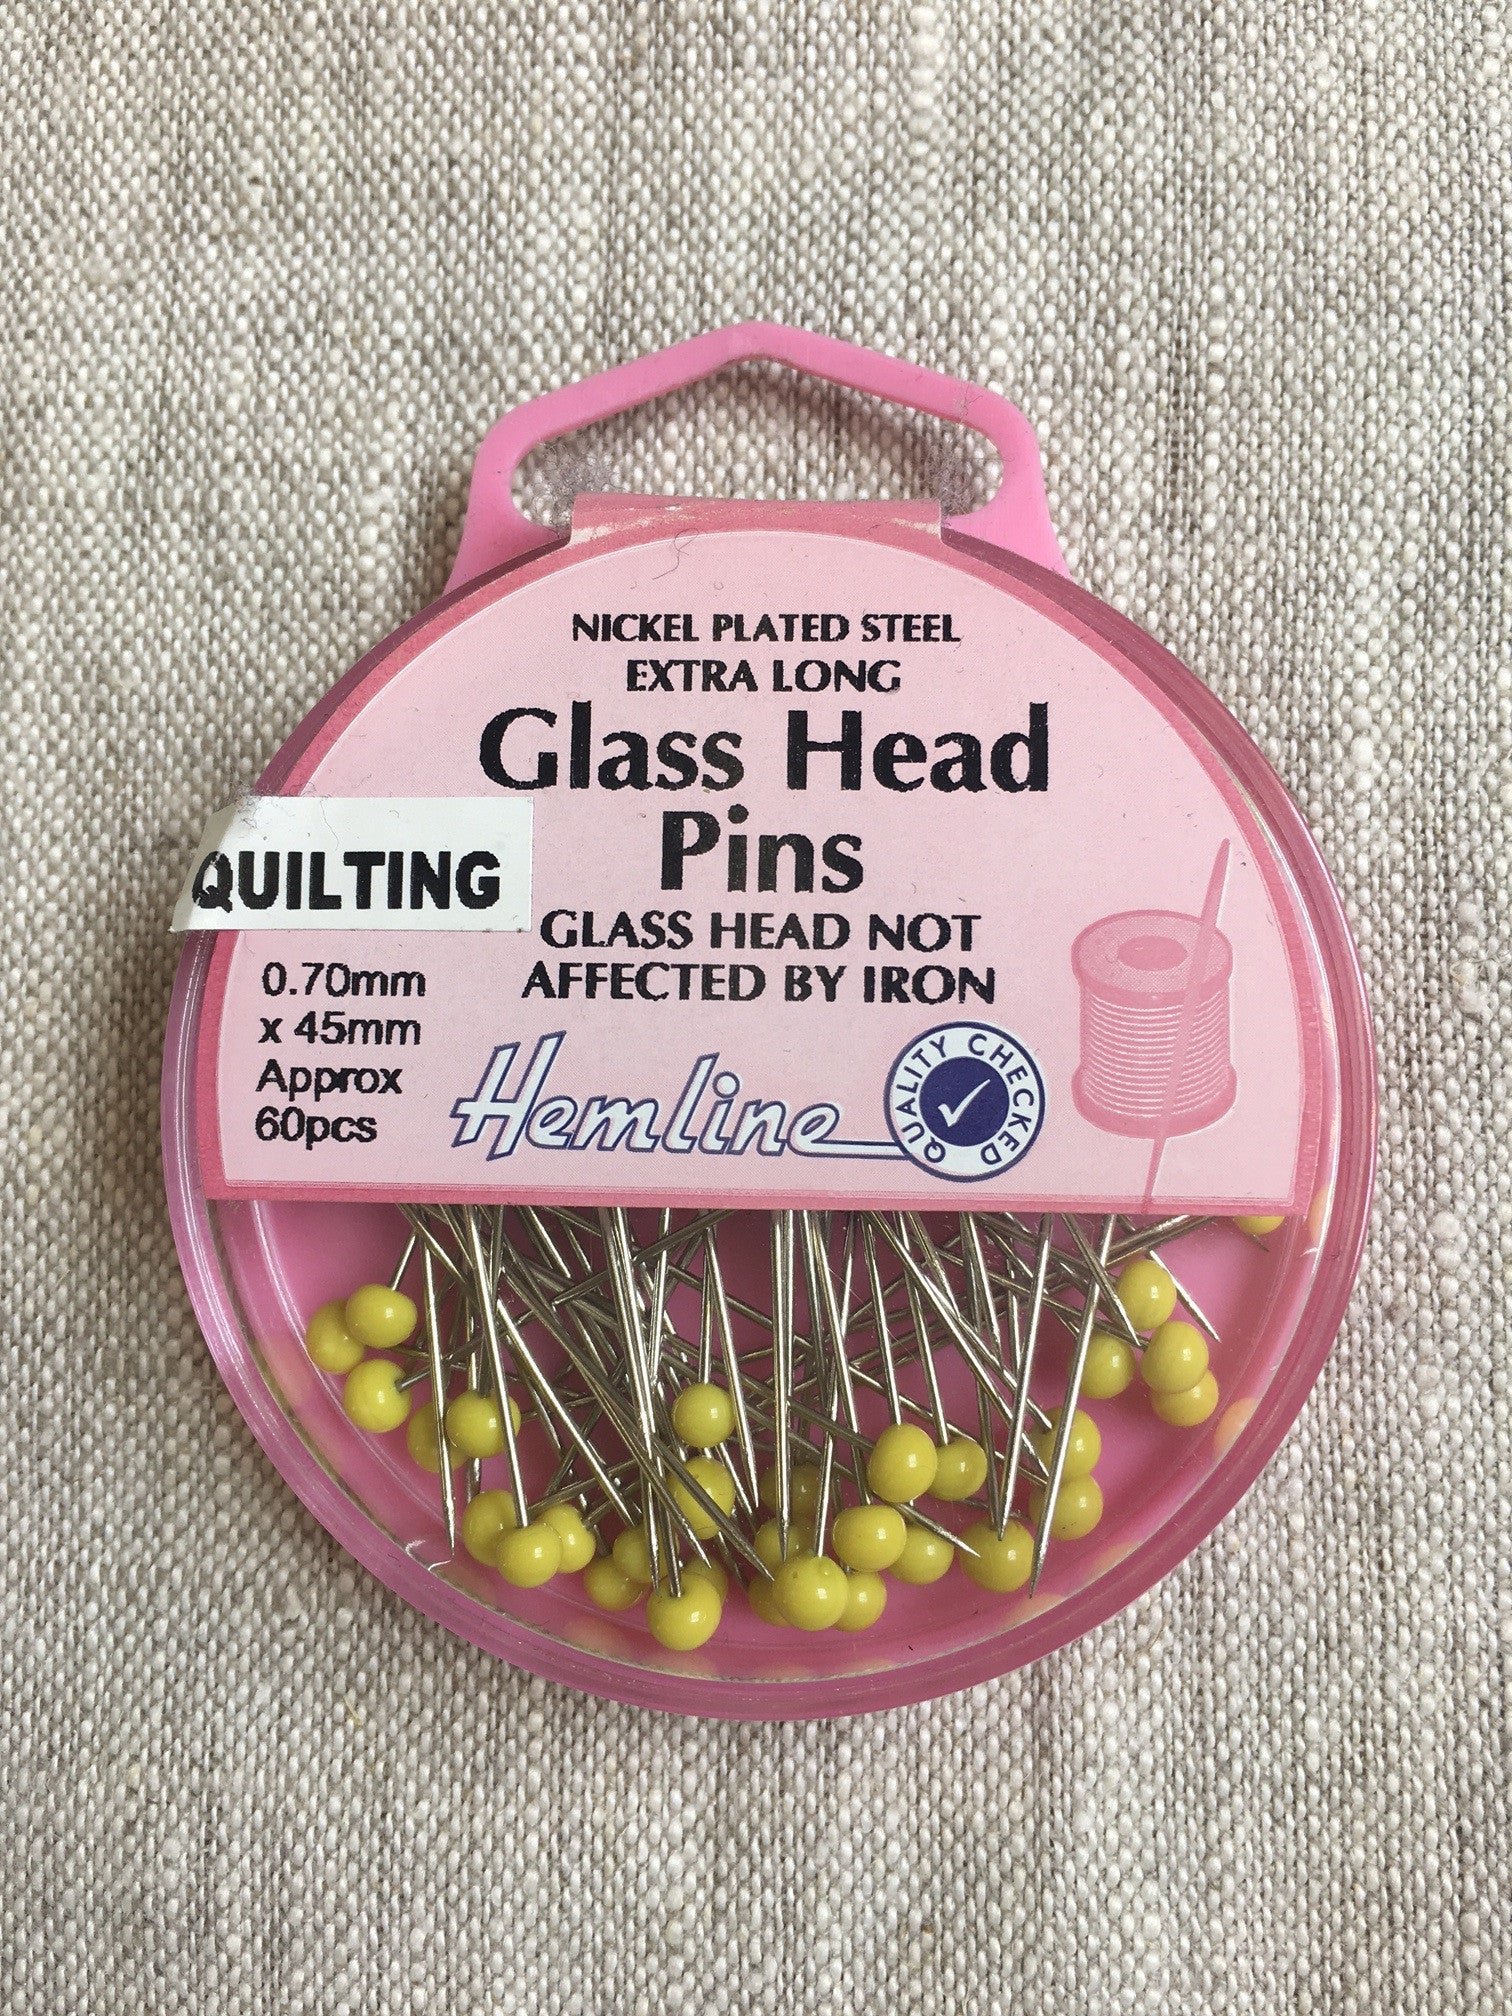 NICKEL PLATED STEEL
EXTRA LONG
Glass Head
Pins
QUILTING
GLASS HEAD NOT
AFFECTED BY IRON
0.70mm
x 45mm
Approx
60pcs
Hemline
QUALITY CHECKED